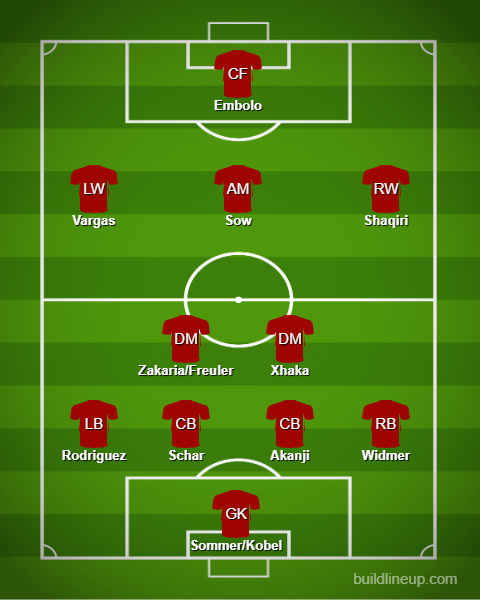 CF
Embolo
LW
AM
RW
Vargas
Sow
Shaqiri
DM
DM
Zakaria/Freuler
Xhaka
LB
CB
CB
RB
Rodriguez
Schar
Akanji
Widmer
GK
Sommer/Kobel
buildlineup.com